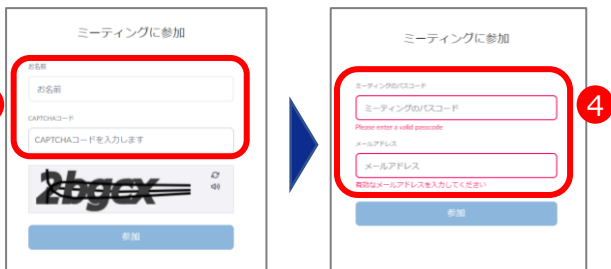 ミーティングに参加
お名前
お名前
CAPTCHAコード
CAPTCHAコードを入力します
2bgcx
参加
ミーティングに参加
ミーティングのパスコード
ミーティングのパスコード
Please enter a valid passcode
メールアドレス
メールアドレス
有効なメールアドレスを入力してください
参加
4